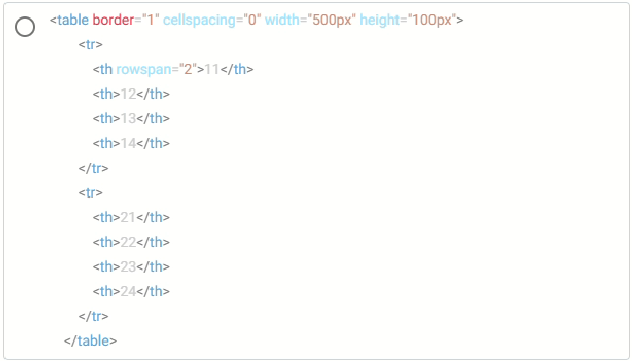 <table border="1" cellspacing="0" width="500px" height="100px">
<tr>
<th rowspan="2">11</th>
<th>12</th>
<th>13</th>
<th>14</th>
</tr>
<tr>
<th>21</th>
<th>22</th>
<th>23</th>
<th>24</th>
</tr>
</table>